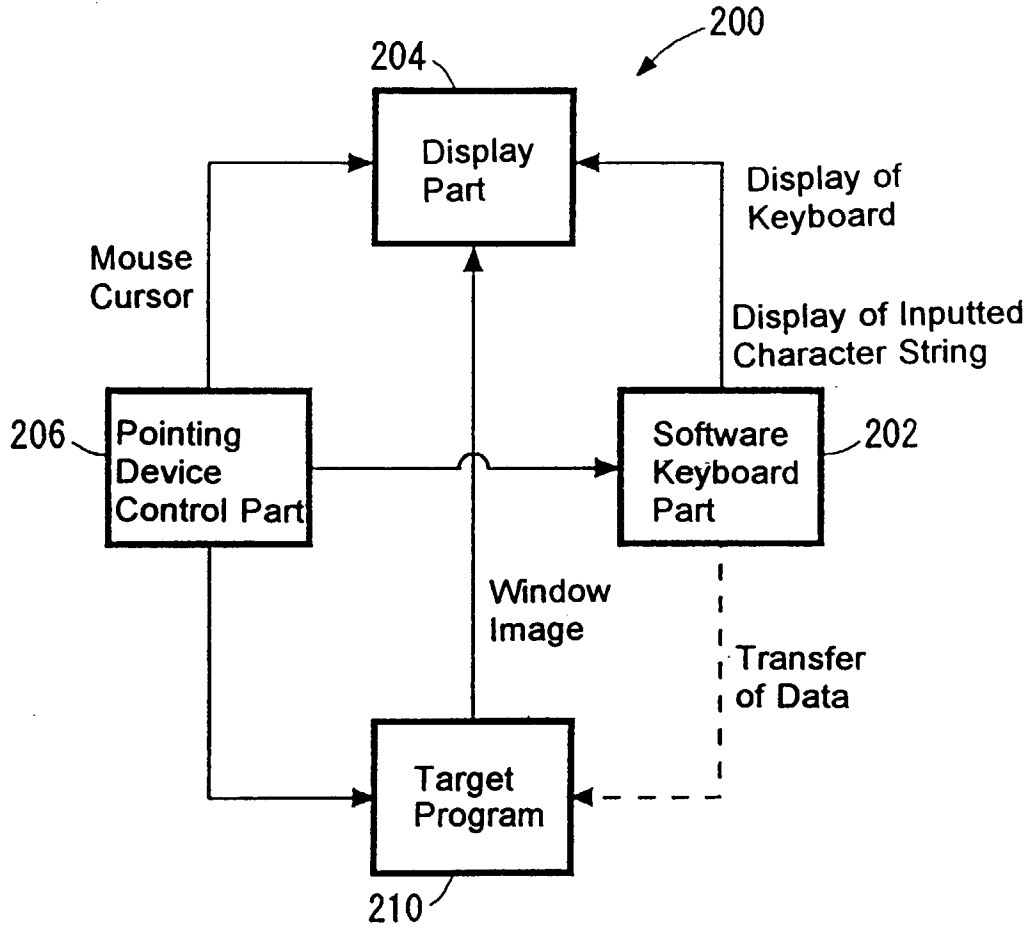 200
204
Display
Part
Display of
Keyboard
Mouse
Cursor
Display of Inputted
Character String
206
Pointing
Device
Control Part
Software
Keyboard
Part
202
Window
Image
Transfer
of Data
Target
Program
210